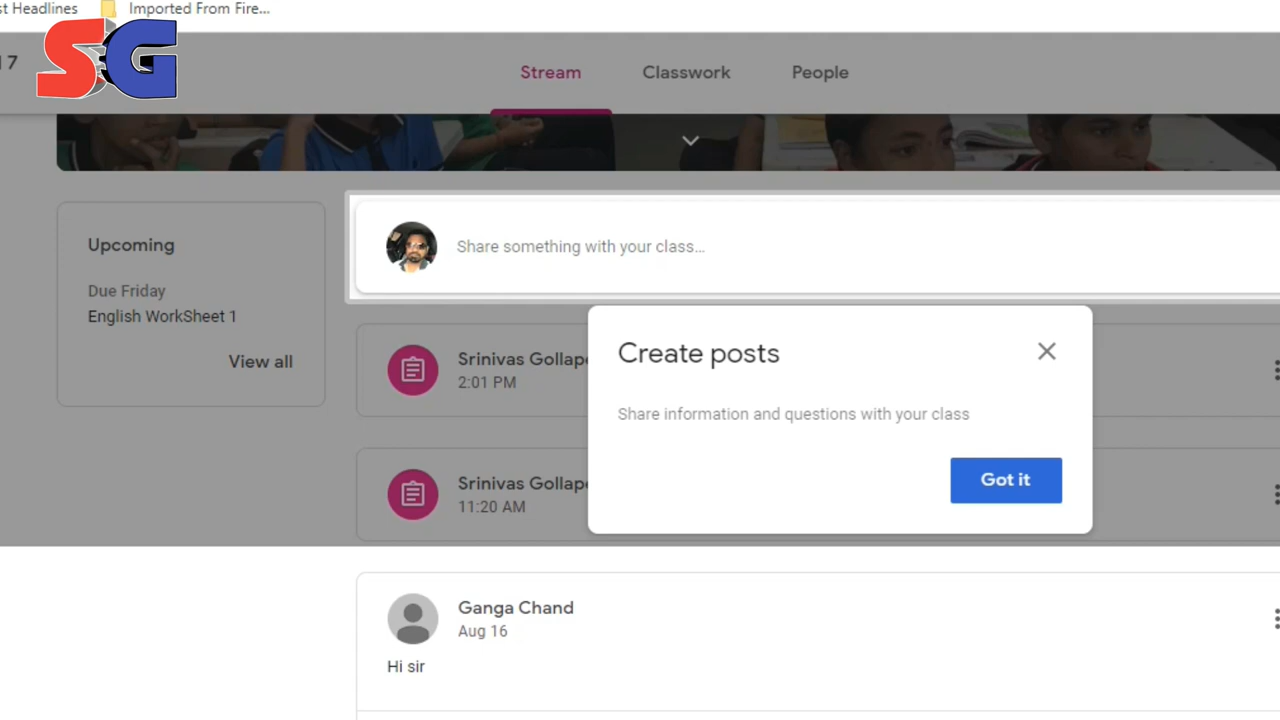 st Headlines
Imported From Fire...
17
SG
Stream
Classwork
People
Upcoming
Due Friday
English WorkSheet 1
View all
Share something with your class...
Srinivas Gollape
2:01 PM
Create posts
Share information and questions with your class
Got it
Srinivas Gollape
11:20 AM
Ganga Chand
Aug 16
Hi sir